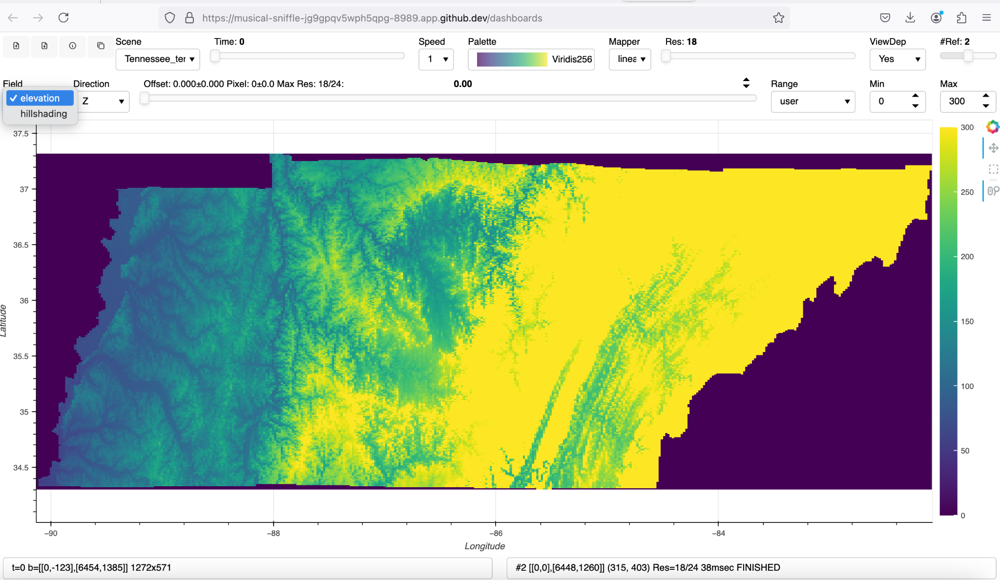 https://musical-sniffle-jg9gpqv5wph5qpg-8989.app.github.dev/dashboards
Scene Time: 0 Speed Palette Mapper Res: 18 ViewDep #Ref: 2
Tennessee_ter 1 Viridis256 linea Yes
Field Direction Offset: 0.000±0.000 Pixel: 0±0.0 Max Res: 18/24: 0.00 Range Min Max
elevation Z user 0 300
hillshading
37.5
37
36.5
36
35.5
35
34.5
Latitude
300
250
200
150
100
50
0
−90 −88 −86 −84
Longitude
t=0 b=[[0,-123],[6454,1385]] 1272x571
#2 [[0,0],[6448,1260]] (315, 403) Res=18/24 38msec FINISHED